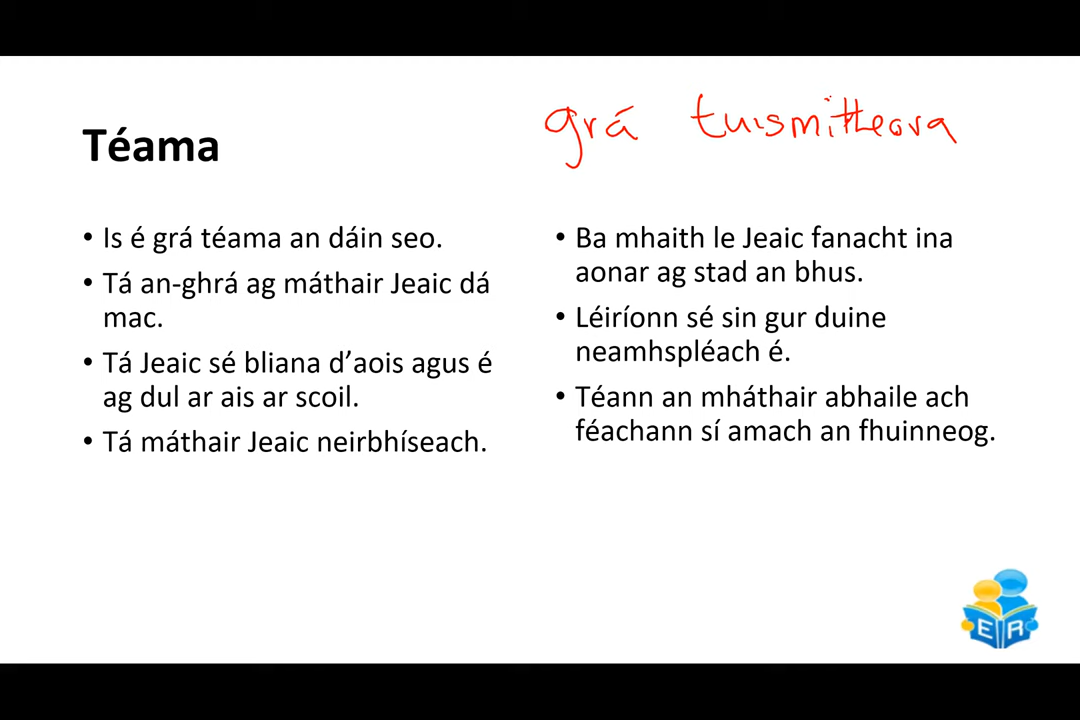 grá tuismitheora
Téama
• Is é grá téama an dáin seo.
• Tá an-ghrá ag máthair Jeaic dá
mac.
• Tá Jeaic sé bliana d’aois agus é
ag dul ar ais ar scoil.
• Tá máthair Jeaic neirbhíseach.
• Ba mhaith le Jeaic fanacht ina
aonar ag stad an bhus.
• Léiríonn sé sin gur duine
neamhspléach é.
• Téann an mháthair abhaile ach
féachann sí amach an fhuinneog.
E R